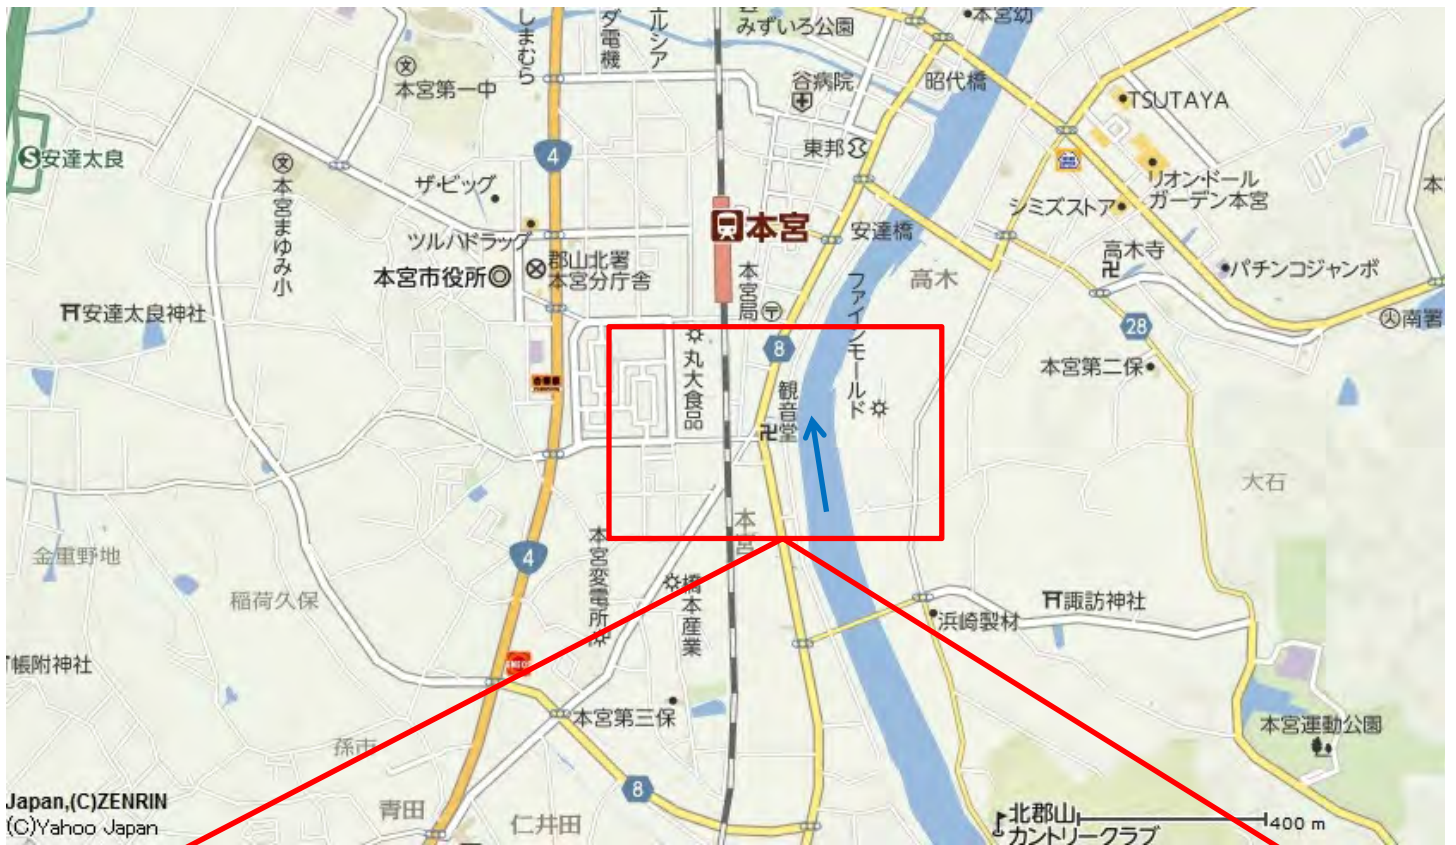 しまむら
ダ電機
エルシア
みずいろ公園
本宮幼
本宮第一中
谷病院
昭代橋
TSUTAYA
安達太良
4
東邦
ザ・ビッグ
リオン・ドール
ガーデン本宮
シミズストア
本宮まゆみ小
ツルハドラッグ
本宮
安達橋
高木寺
本宮市役所
郡山北署
本宮分庁舎
本宮局
高木
パチンコジャンボ
安達太良神社
ファインモールド
28
南署
丸大食品
8
本宮第二保
観音堂
大石
本宮
金重野地
4
本宮変電所
稲荷久保
橋本産業
諏訪神社
浜崎製材
帳附神社
ENEOS
本宮第三保
本宮運動公園
孫市
8
Japan,(C)ZENRIN
(C)Yahoo Japan
青田
仁井田
北郡山
カントリークラブ
400 m